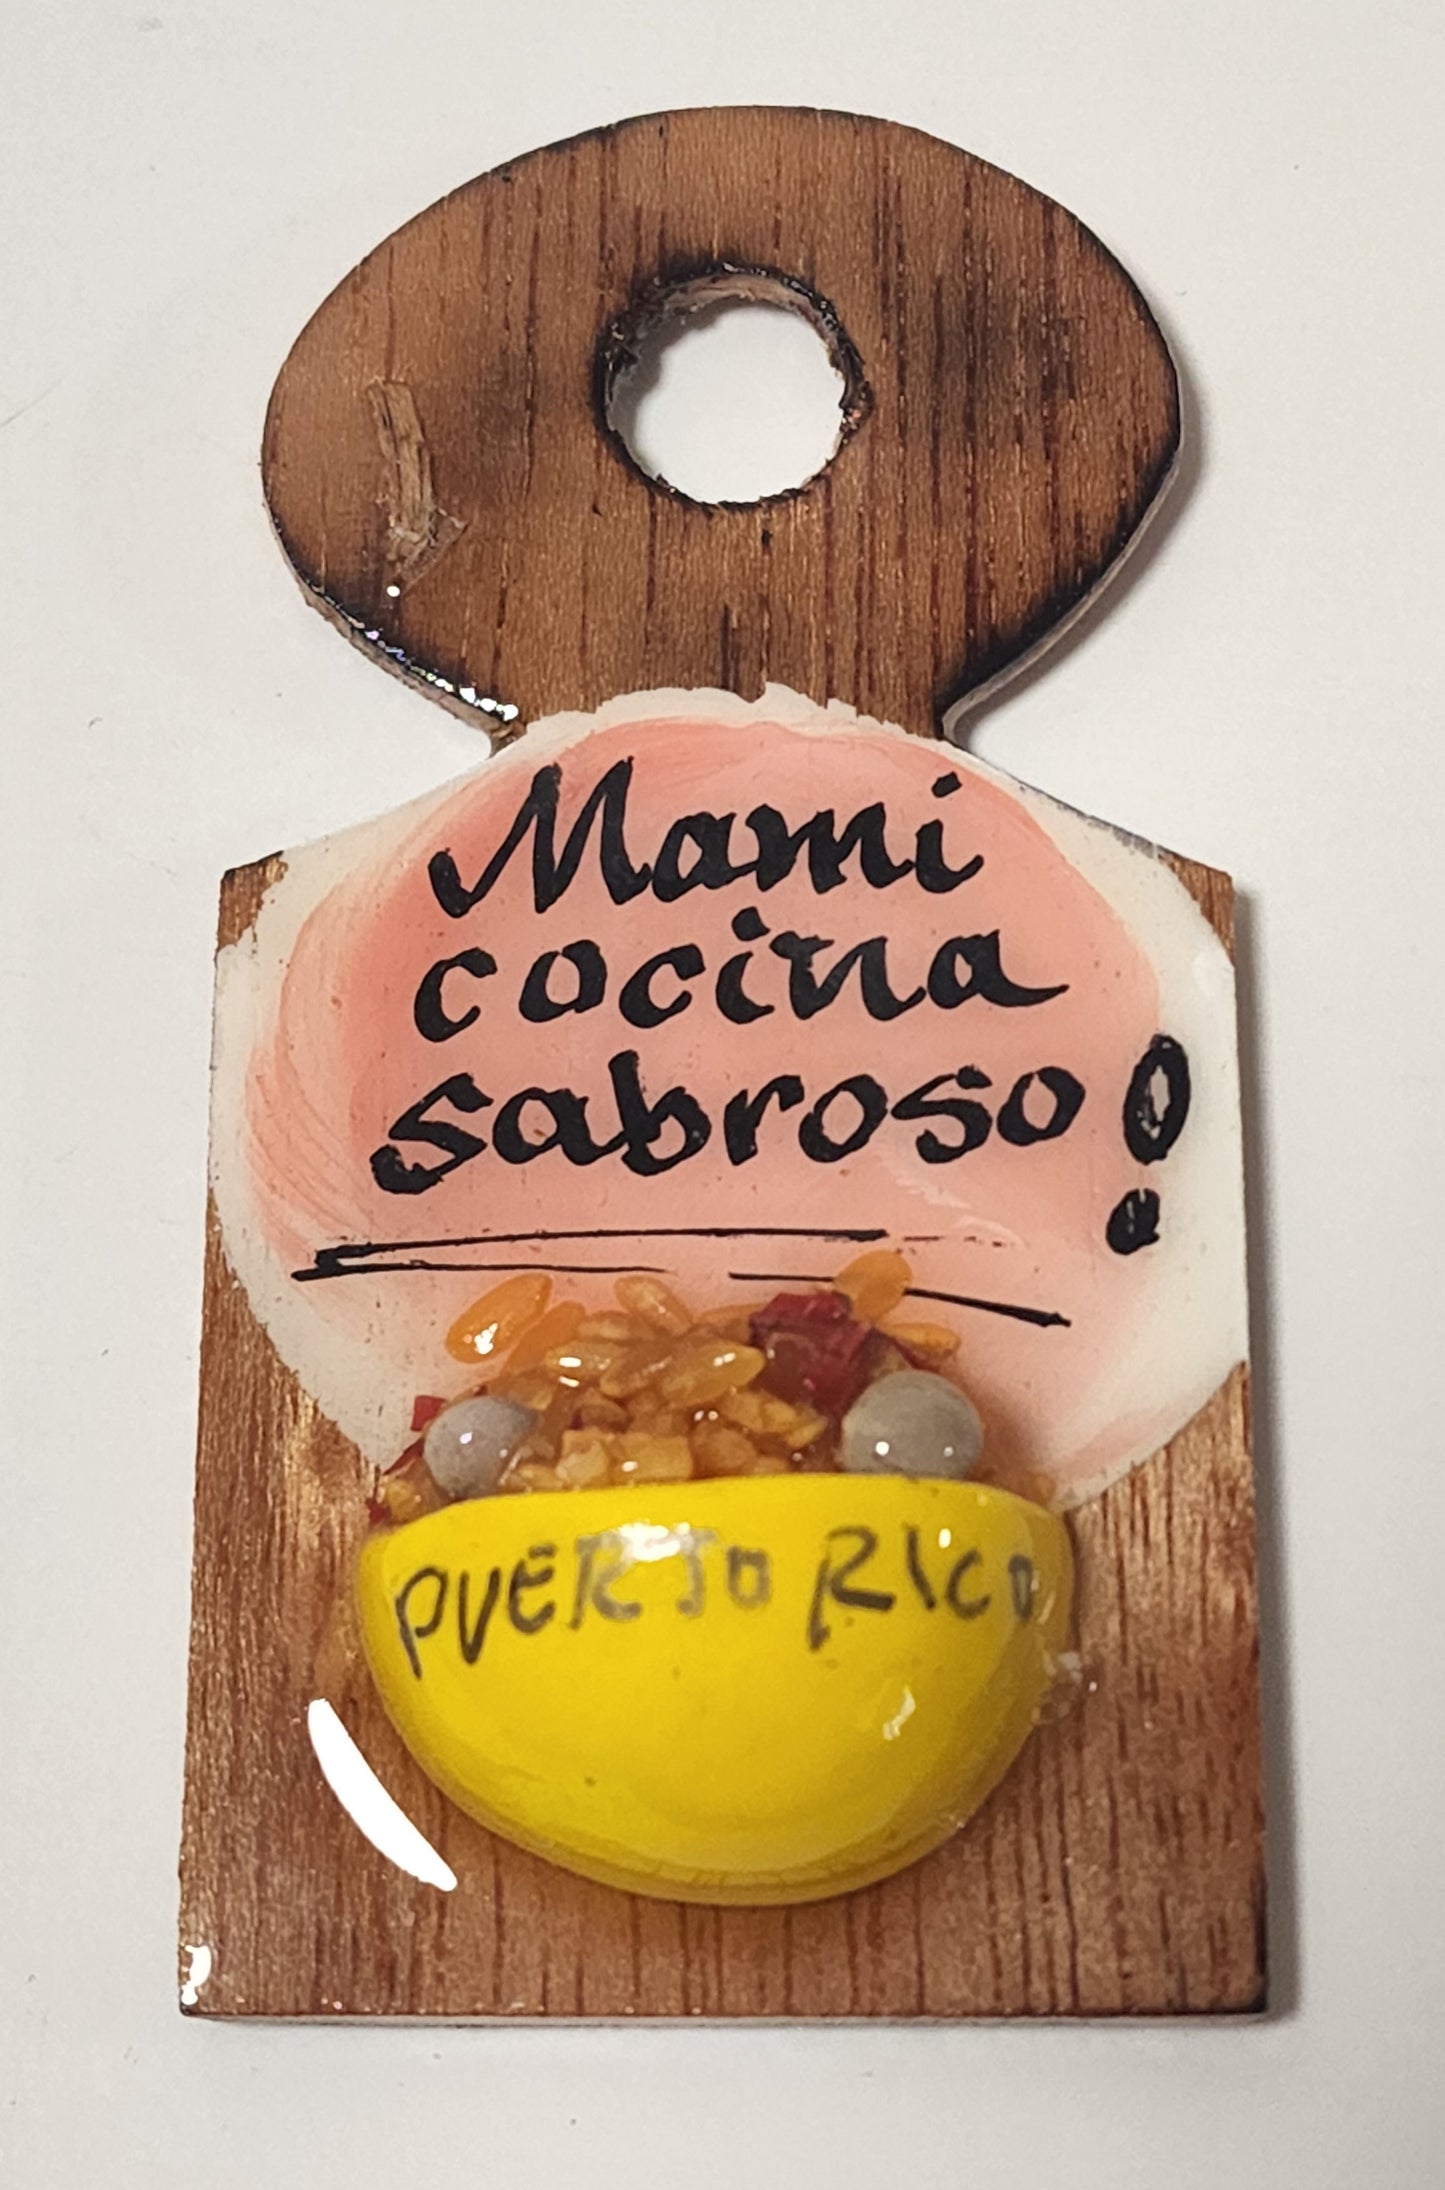 Mami
cocina
sabroso!
PUERTO RICO